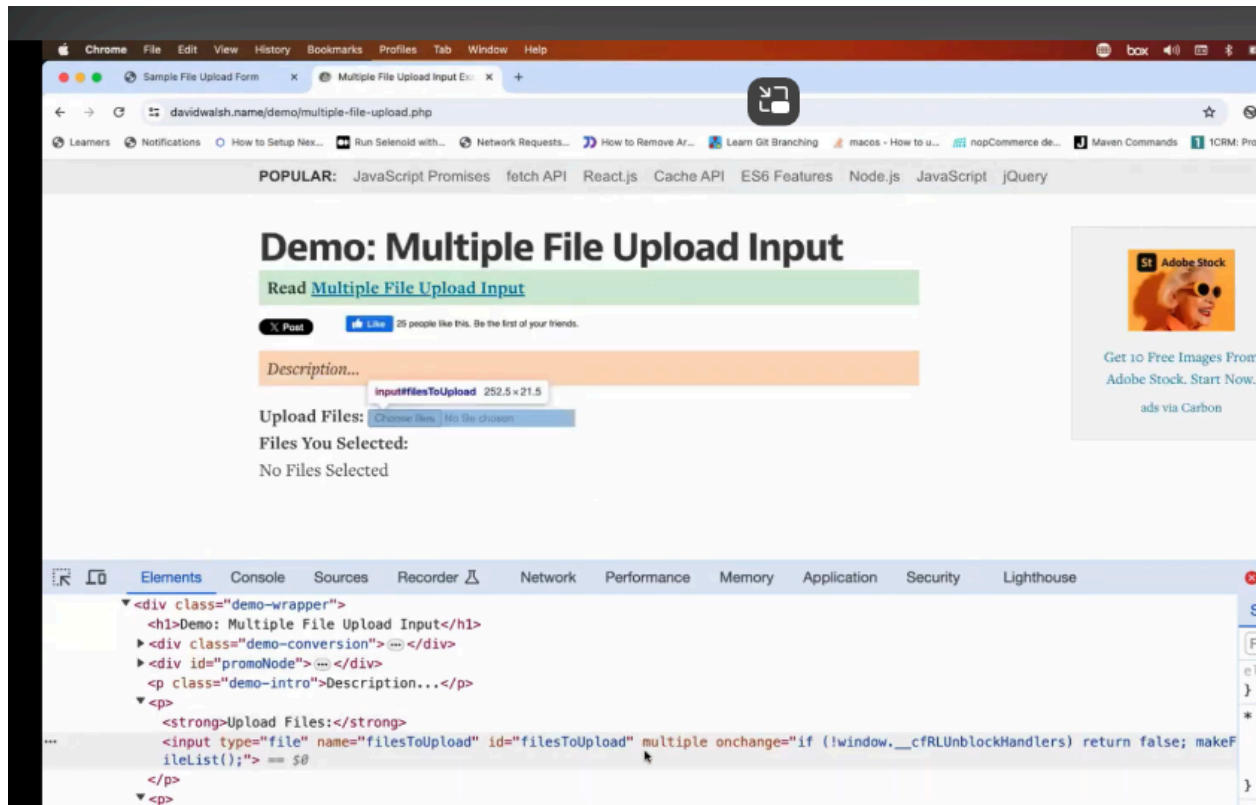 Chrome File Edit View History Bookmarks Profiles Tab Window Help box
Sample File Upload Form × Multiple File Upload Input Ex × +
davidwalsh.name/demo/multiple-file-upload.php
Learners Notifications How to Setup Nex... Run Selenoid with... Network Requests... How to Remove Ar... Learn Git Branching macos - How to u... nopCommerce de... Maven Commands 1CRM: Pro
POPULAR: JavaScript Promises fetch API React.js Cache API ES6 Features Node.js JavaScript jQuery
Demo: Multiple File Upload Input
Read Multiple File Upload Input
St Adobe Stock
X Post Like 25 people like this. Be the first of your friends.
Get 10 Free Images From
Adobe Stock. Start Now.
ads via Carbon
Description...
input#filesToUpload 252.5 × 21.5
Upload Files: Choose files No file chosen
Files You Selected:
No Files Selected
Elements Console Sources Recorder Network Performance Memory Application Security Lighthouse
▼<div class="demo-wrapper">
<h1>Demo: Multiple File Upload Input</h1>
▶<div class="demo-conversion">…</div>
▶<div id="promoNode">…</div>
<p class="demo-intro">Description...</p>
▼<p>
<strong>Upload Files:</strong>
… <input type="file" name="filesToUpload" id="filesToUpload" multiple onchange="if (!window.__cfRLUnblockHandlers) return false; makeF
ileList();"> == $0
</p>
▼<p>
el
}
*
}